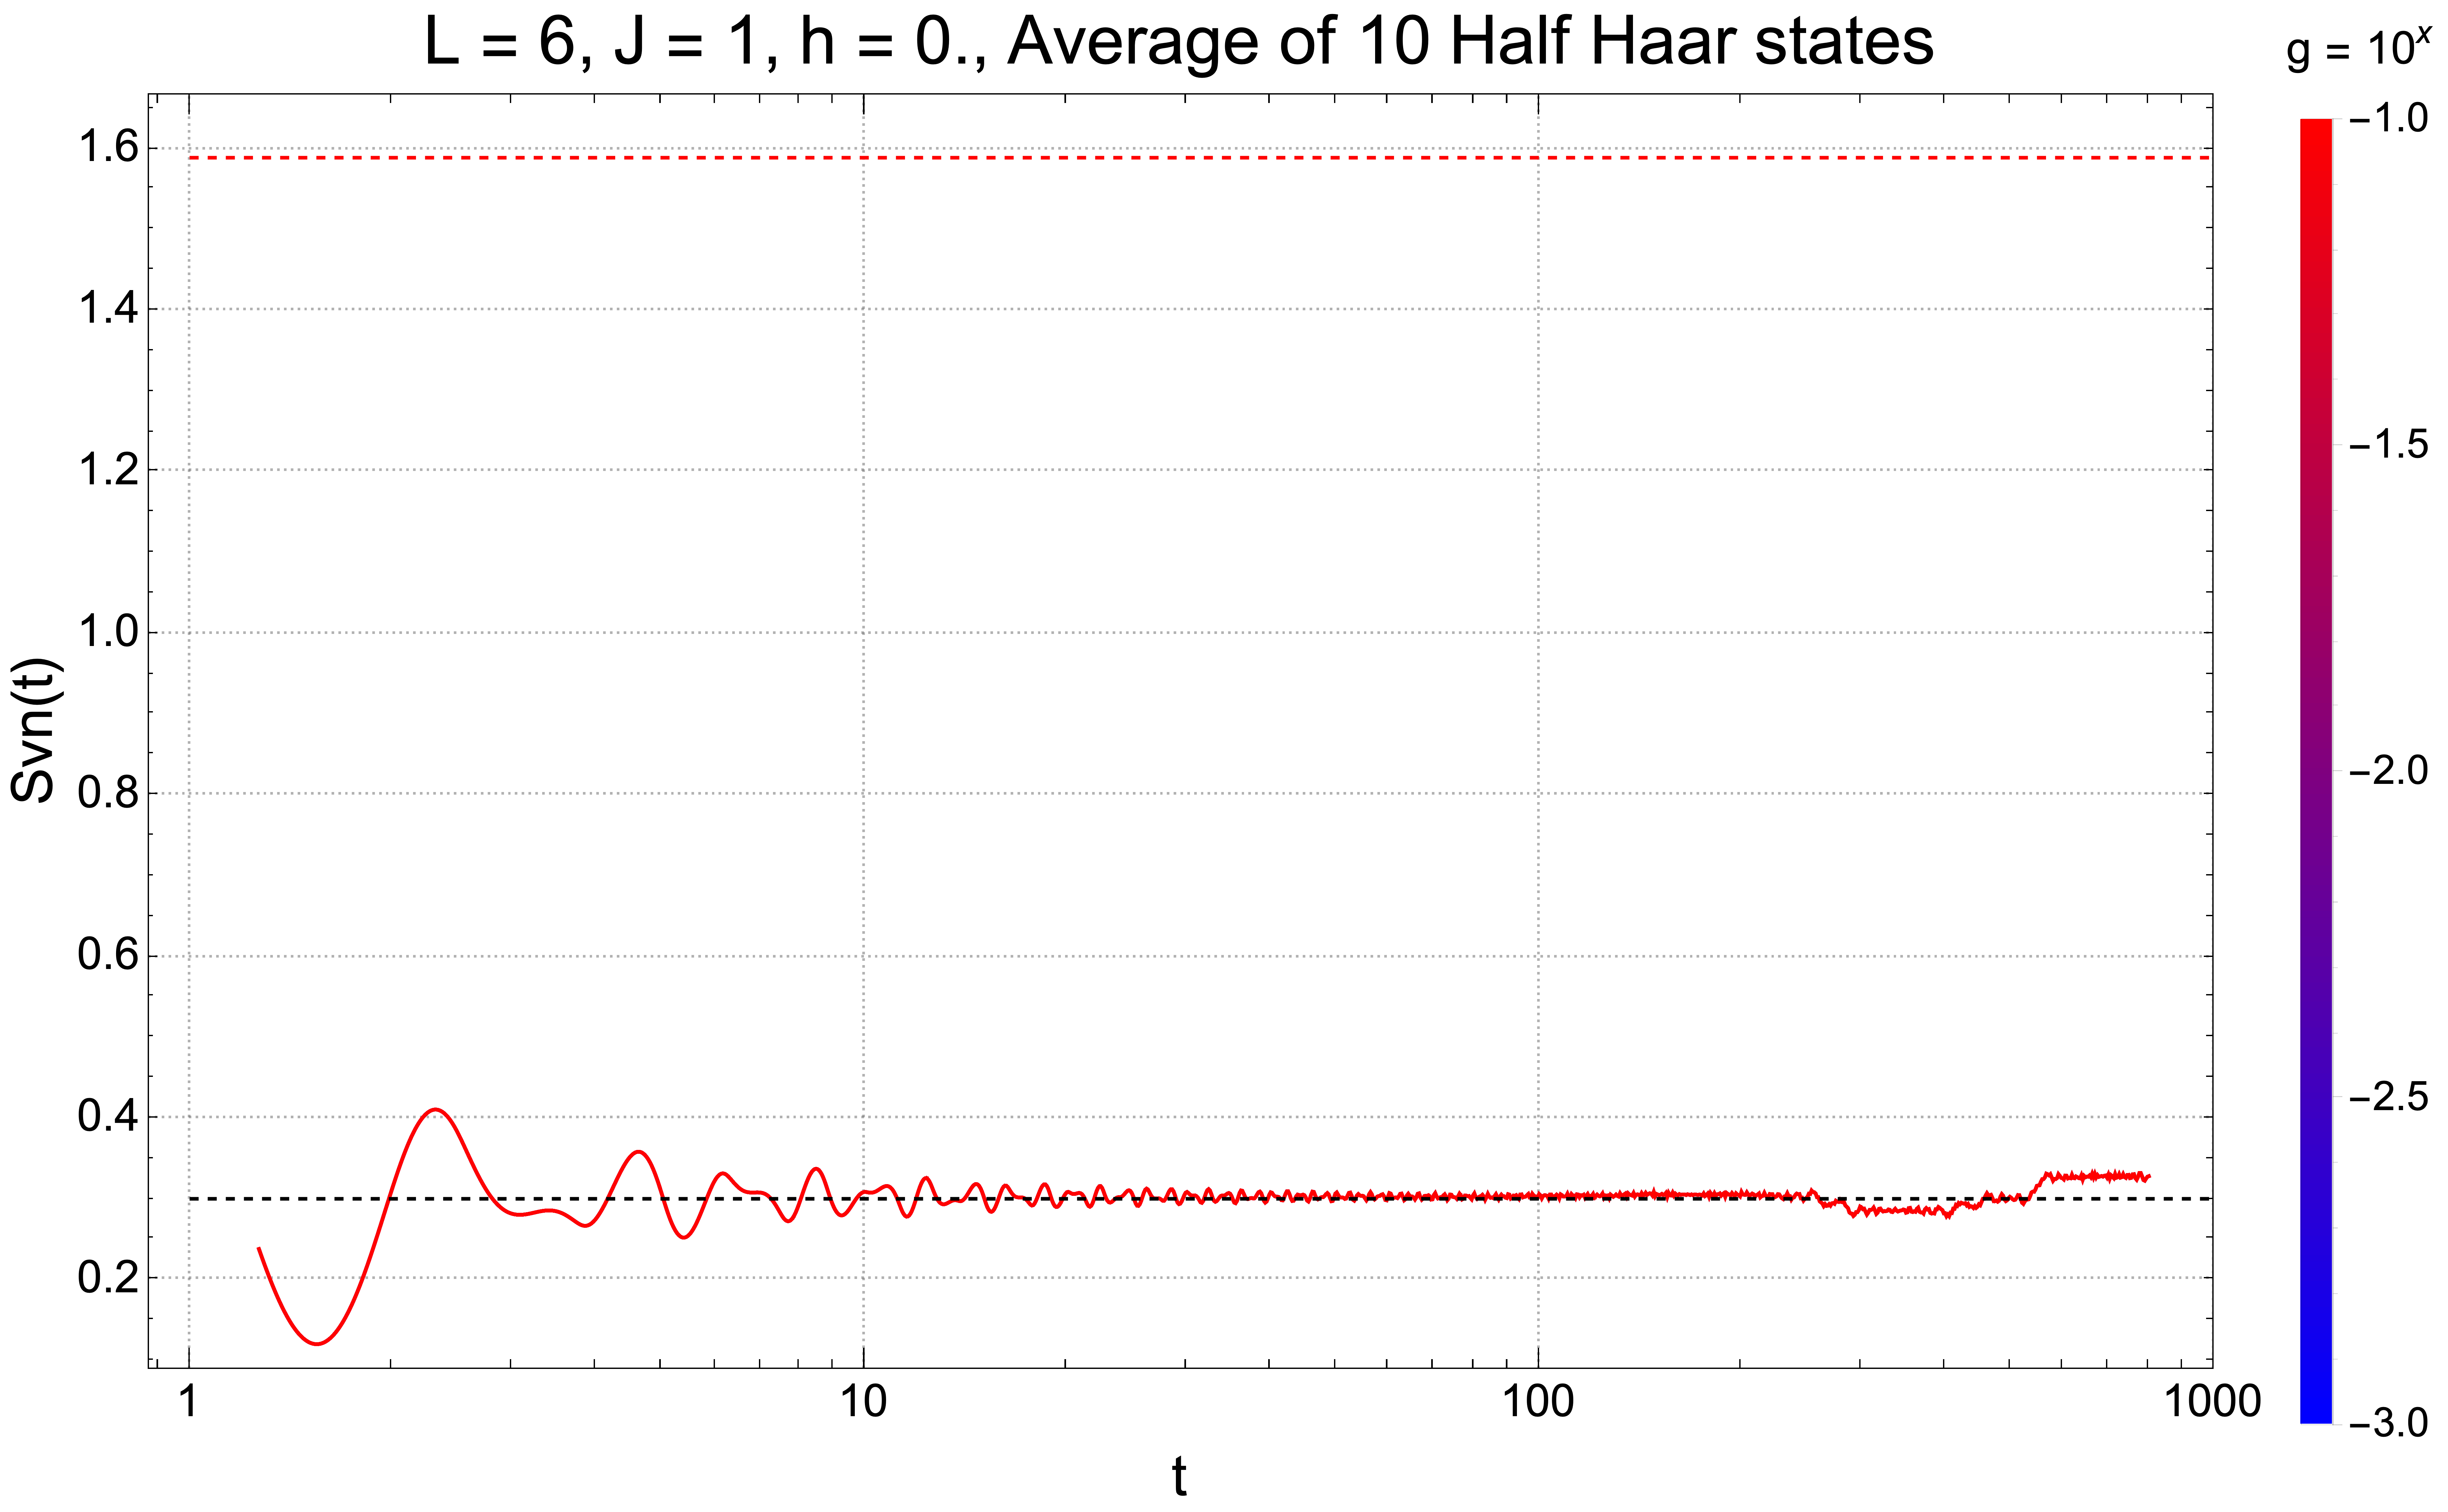 L = 6, J = 1, h = 0., Average of 10 Half Haar states
g = 10^x
Svn(t)
1.6
1.4
1.2
1.0
0.8
0.6
0.4
0.2
1 10 100 1000
t
−1.0
−1.5
−2.0
−2.5
−3.0